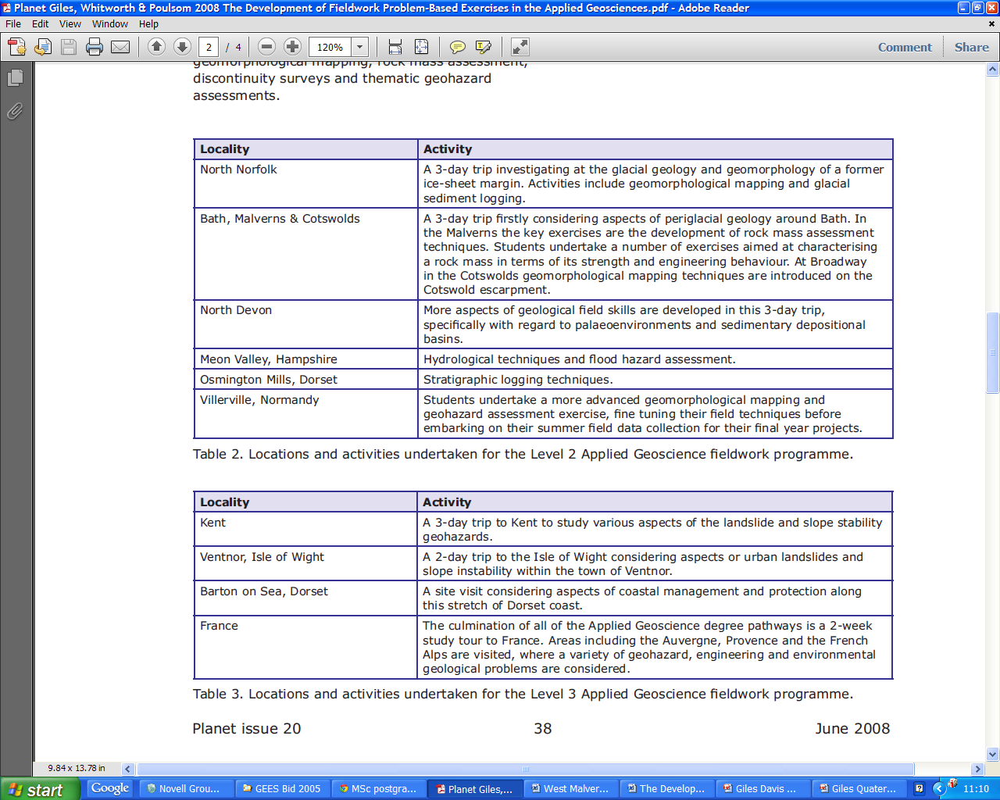 Planet Giles, Whitworth & Poulsom 2008 The Development of Fieldwork Problem-Based Exercises in the Applied Geosciences.pdf - Adobe Reader
File Edit View Window Help
2 / 4 120% Comment Share
geomorphological mapping, rock mass assessment,
discontinuity surveys and thematic geohazard
assessments.
Locality Activity
North Norfolk A 3-day trip investigating at the glacial geology and geomorphology of a former
ice-sheet margin. Activities include geomorphological mapping and glacial
sediment logging.
Bath, Malverns & Cotswolds A 3-day trip firstly considering aspects of periglacial geology around Bath. In
the Malverns the key exercises are the development of rock mass assessment
techniques. Students undertake a number of exercises aimed at characterising
a rock mass in terms of its strength and engineering behaviour. At Broadway
in the Cotswolds geomorphological mapping techniques are introduced on the
Cotswold escarpment.
North Devon More aspects of geological field skills are developed in this 3-day trip,
specifically with regard to palaeoenvironments and sedimentary depositional
basins.
Meon Valley, Hampshire Hydrological techniques and flood hazard assessment.
Osmington Mills, Dorset Stratigraphic logging techniques.
Villerville, Normandy Students undertake a more advanced geomorphological mapping and
geohazard assessment exercise, fine tuning their field techniques before
embarking on their summer field data collection for their final year projects.
Table 2. Locations and activities undertaken for the Level 2 Applied Geoscience fieldwork programme.
Locality Activity
Kent A 3-day trip to Kent to study various aspects of the landslide and slope stability
geohazards.
Ventnor, Isle of Wight A 2-day trip to the Isle of Wight considering aspects or urban landslides and
slope instability within the town of Ventnor.
Barton on Sea, Dorset A site visit considering aspects of coastal management and protection along
this stretch of Dorset coast.
France The culmination of all of the Applied Geoscience degree pathways is a 2-week
study tour to France. Areas including the Auvergne, Provence and the French
Alps are visited, where a variety of geohazard, engineering and environmental
geological problems are considered.
Table 3. Locations and activities undertaken for the Level 3 Applied Geoscience fieldwork programme.
Planet issue 20 38 June 2008
9.84 x 13.78 in
start Google Novell Grou... GEES Bid 2005 MSc postgra... Planet Giles,... West Malver... The Develop... Giles Davis ... Giles Quater... 11:10